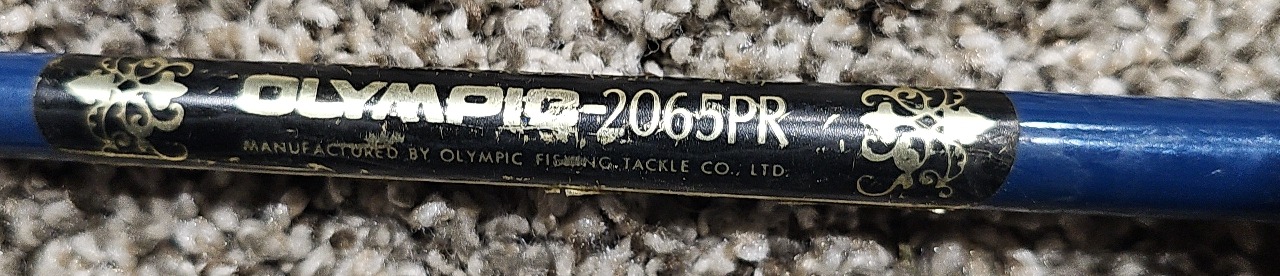 OLYMPIC-2065PR
MANUFACTURED BY OLYMPIC FISHING TACKLE CO., LTD.